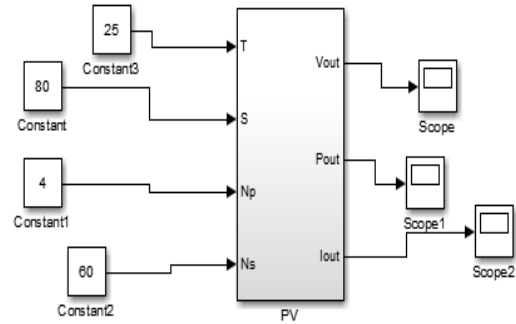 25
Constant3
T
Vout
80
Constant
S
Scope
4
Constant1
Np
Pout
Scope1
60
Constant2
Ns
Iout
Scope2
PV